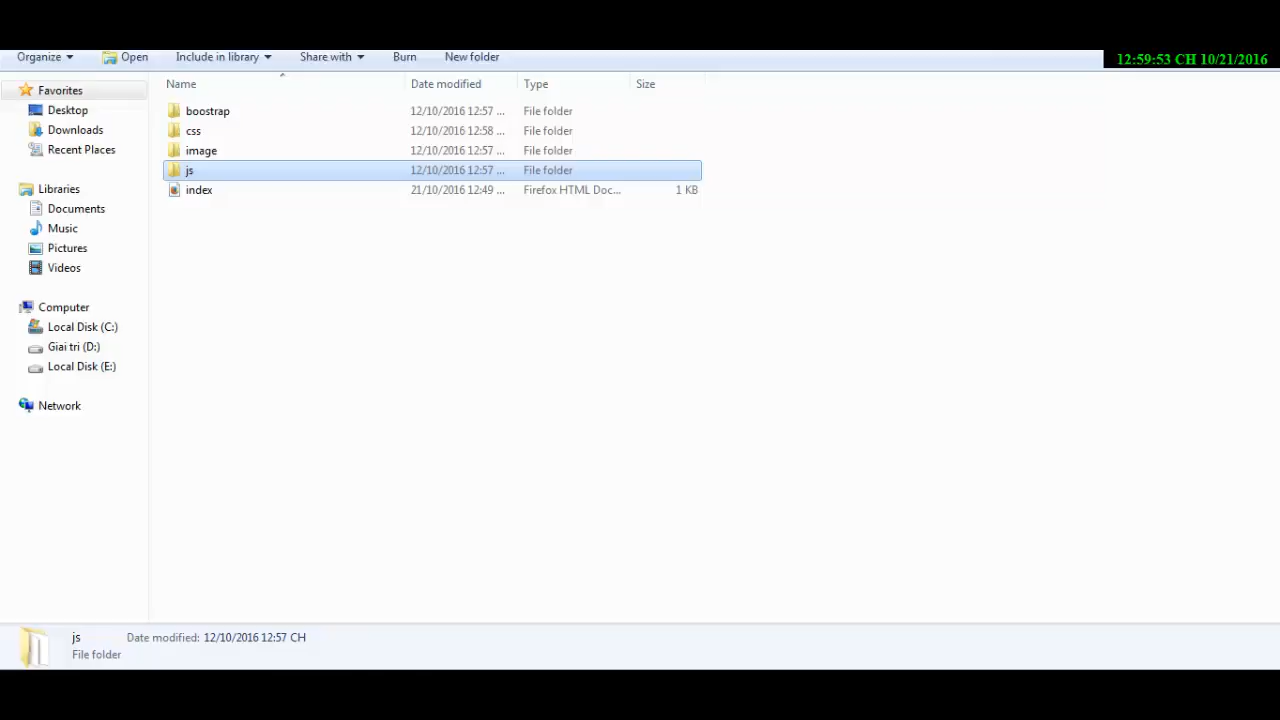 Organize Open Include in library Share with Burn New folder 12:59:53 CH 10/21/2016
Name Date modified Type Size
Favorites
Desktop
Downloads
Recent Places
Libraries
Documents
Music
Pictures
Videos
Computer
Local Disk (C:)
Giai tri (D:)
Local Disk (E:)
Network
boostrap 12/10/2016 12:57 ... File folder
css 12/10/2016 12:58 ... File folder
image 12/10/2016 12:57 ... File folder
js 12/10/2016 12:57 ... File folder
index 21/10/2016 12:49 ... Firefox HTML Doc... 1 KB
js Date modified: 12/10/2016 12:57 CH
File folder